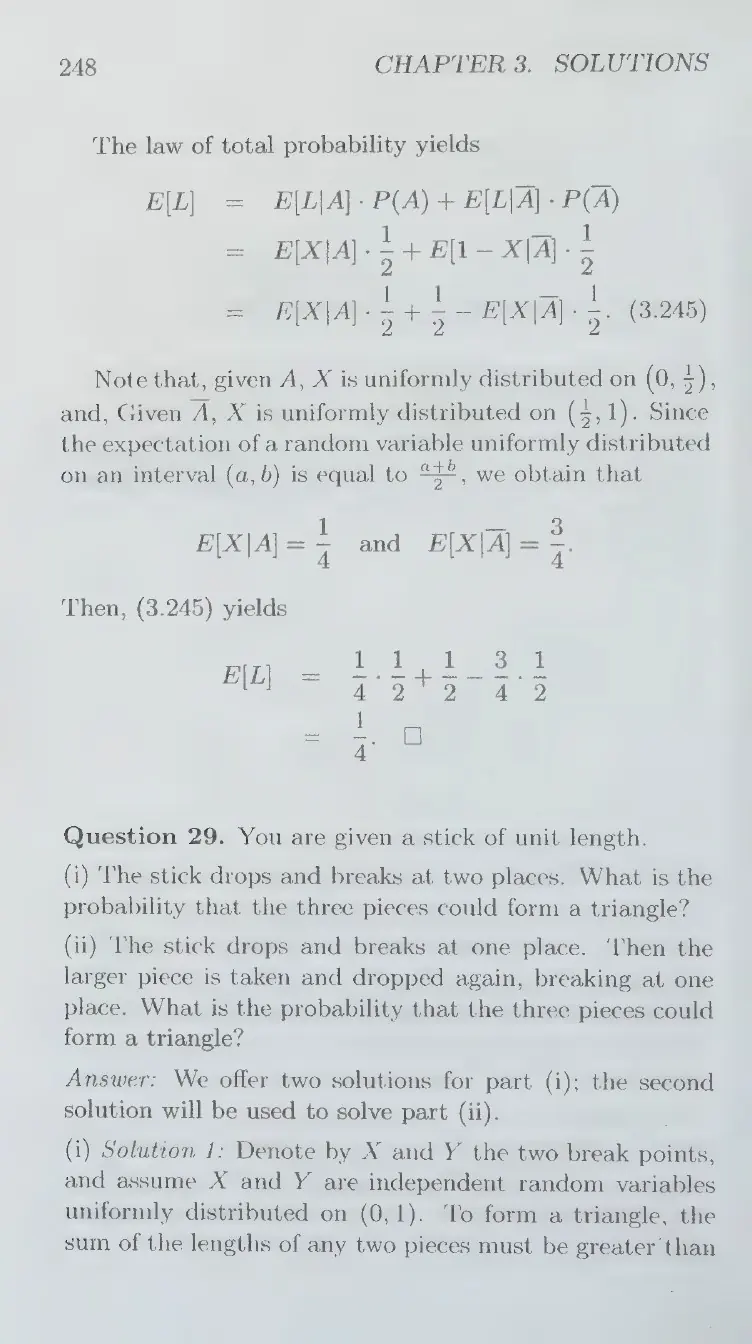 248 CHAPTER 3. SOLUTIONS
The law of total probability yields
E[L] = E[L|A] · P(A) + E[L|A̅] · P(A̅)
= E[X|A] · 1/2 + E[1 − X|A̅] · 1/2
= E[X|A] · 1/2 + 1/2 − E[X|A̅] · 1/2. (3.245)
Note that, given A, X is uniformly distributed on (0, 1/2),
and, Given A̅, X is uniformly distributed on (1/2, 1). Since
the expectation of a random variable uniformly distributed
on an interval (a, b) is equal to (a+b)/2, we obtain that
E[X|A] = 1/4 and E[X|A̅] = 3/4.
Then, (3.245) yields
E[L] = 1/4 · 1/2 + 1/2 − 3/4 · 1/2
= 1/4. □
Question 29. You are given a stick of unit length.
(i) The stick drops and breaks at two places. What is the
probability that the three pieces could form a triangle?
(ii) The stick drops and breaks at one place. Then the
larger piece is taken and dropped again, breaking at one
place. What is the probability that the three pieces could
form a triangle?
Answer: We offer two solutions for part (i); the second
solution will be used to solve part (ii).
(i) Solution 1: Denote by X and Y the two break points,
and assume X and Y are independent random variables
uniformly distributed on (0, 1). To form a triangle, the
sum of the lengths of any two pieces must be greater than